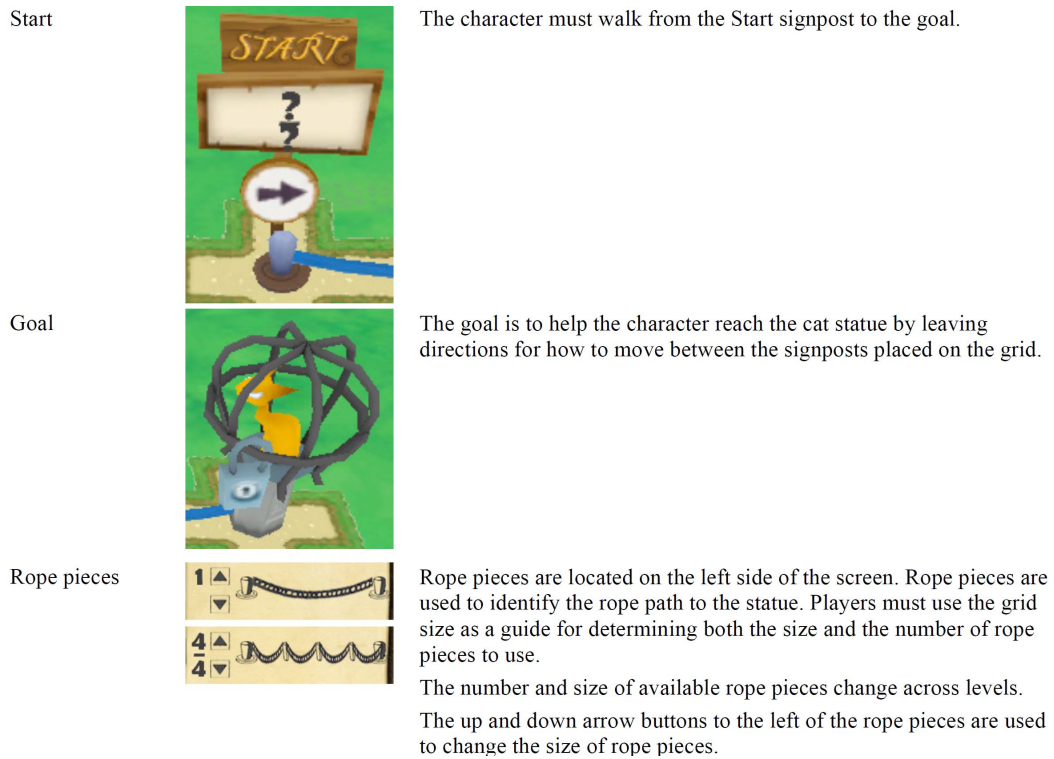 Start
START
?
?
The character must walk from the Start signpost to the goal.
Goal
The goal is to help the character reach the cat statue by leaving
directions for how to move between the signposts placed on the grid.
Rope pieces
1
4
4
Rope pieces are located on the left side of the screen. Rope pieces are
used to identify the rope path to the statue. Players must use the grid
size as a guide for determining both the size and the number of rope
pieces to use.
The number and size of available rope pieces change across levels.
The up and down arrow buttons to the left of the rope pieces are used
to change the size of rope pieces.